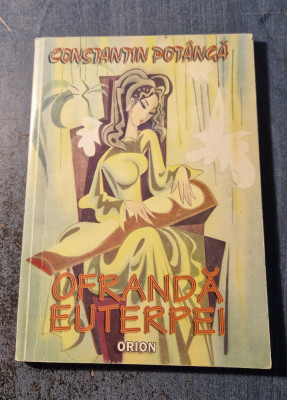 CONSTANTIN POTÂNGĂ
OFRANDĂ
EUTERPEI
ORION